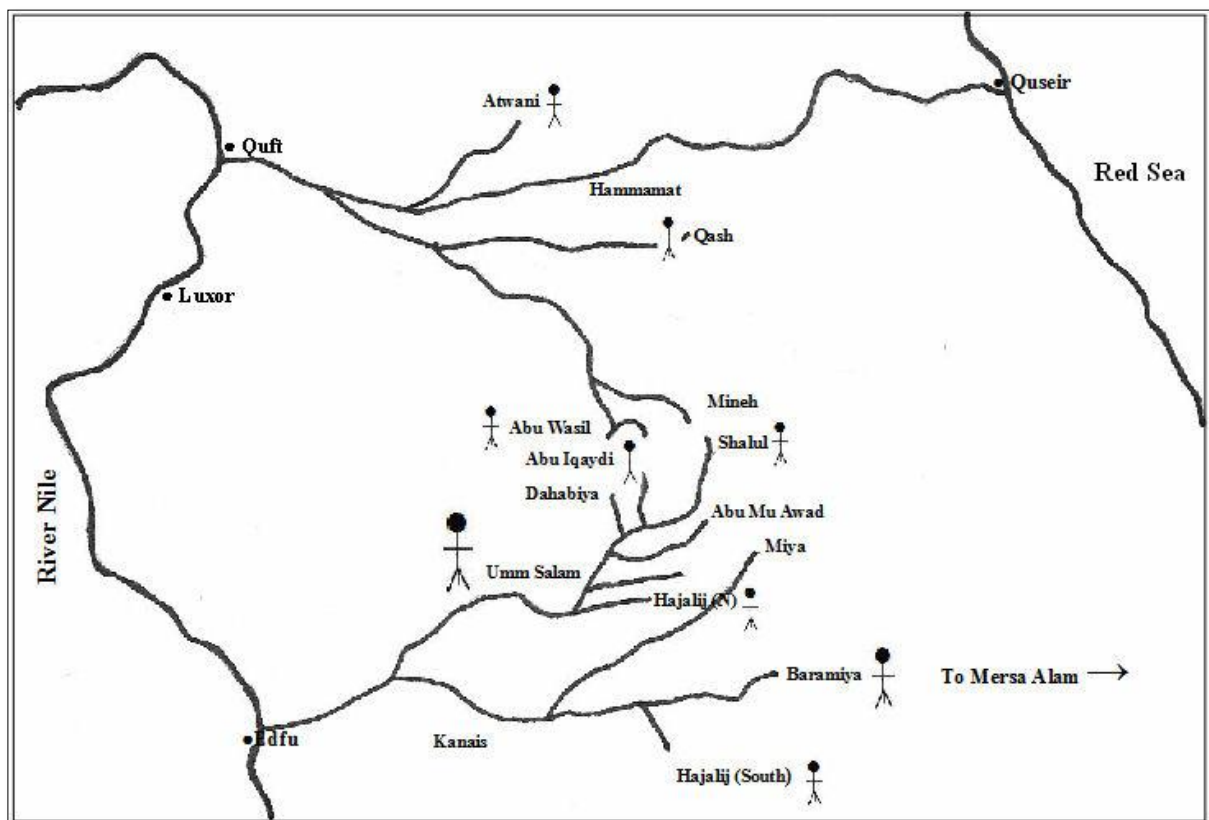 Quseir
Atwani
Quft
Red Sea
Hammamat
Qash
Luxor
Mineh
Abu Wasil
Shalul
Abu Iqaydi
Dahabiya
Abu Mu Awad
River Nile
Miya
Umm Salam
Hajalij (N)
Baramiya
To Mersa Alam →
Edfu
Kanais
Hajalij (South)